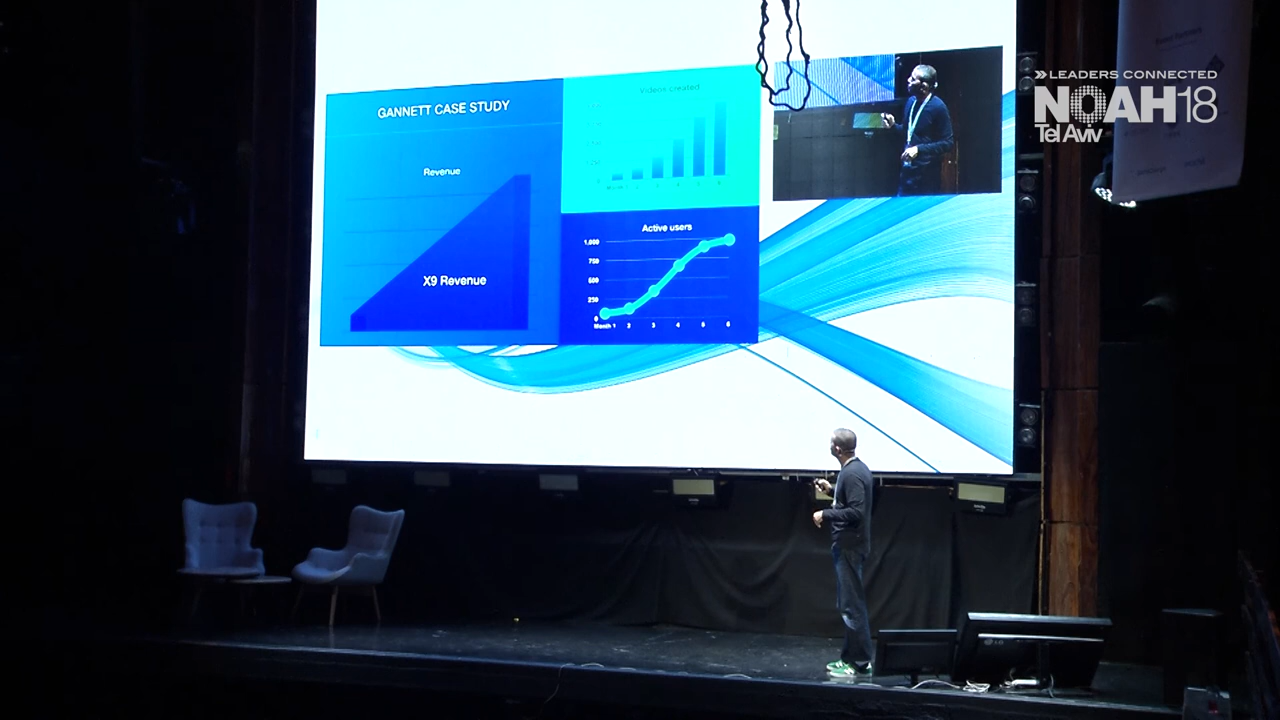 GANNETT CASE STUDY
Revenue
X9 Revenue
Videos created
Active users
1,000
750
500
250
0
Month 1 2 3 4 5 6
LEADERS CONNECTED
NOAH18
Tel Aviv
LG